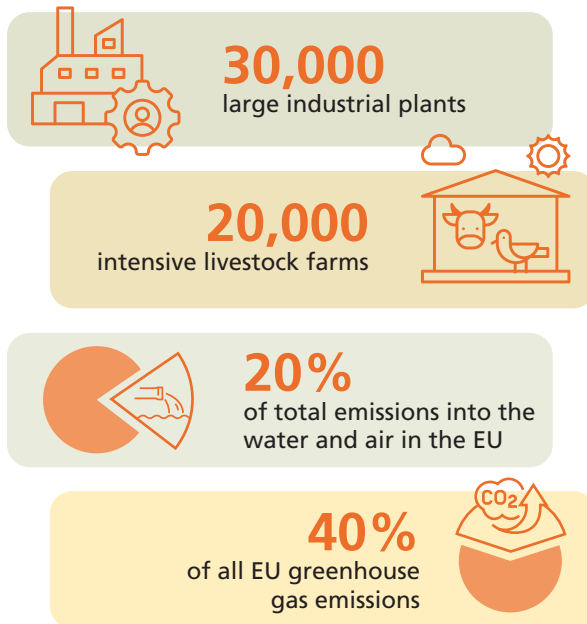 30,000
large industrial plants
20,000
intensive livestock farms
20%
of total emissions into the
water and air in the EU
CO2
40%
of all EU greenhouse
gas emissions